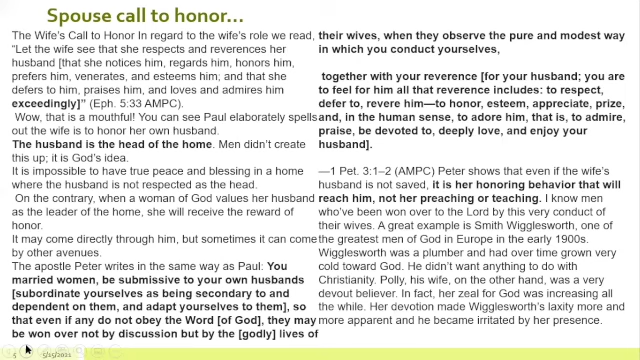 Spouse call to honor…
The Wife's Call to Honor In regard to the wife's role we read,
"Let the wife see that she respects and reverences her
husband [that she notices him, regards him, honors him,
prefers him, venerates, and esteems him; and that she
defers to him, praises him, and loves and admires him
exceedingly]" (Eph. 5:33 AMPC).
Wow, that is a mouthful! You can see Paul elaborately spells
out the wife is to honor her own husband.
The husband is the head of the home. Men didn't create
this up; it is God's idea.
It is impossible to have true peace and blessing in a home
where the husband is not respected as the head.
On the contrary, when a woman of God values her husband
as the leader of the home, she will receive the reward of
honor.
It may come directly through him, but sometimes it can come
by other avenues.
The apostle Peter writes in the same way as Paul: You
married women, be submissive to your own husbands
[subordinate yourselves as being secondary to and
dependent on them, and adapt yourselves to them], so
that even if any do not obey the Word [of God], they may
be won over not by discussion but by the [godly] lives of
their wives, when they observe the pure and modest way
in which you conduct yourselves,
together with your reverence [for your husband; you are
to feel for him all that reverence includes: to respect,
defer to, revere him—to honor, esteem, appreciate, prize,
and, in the human sense, to adore him, that is, to admire,
praise, be devoted to, deeply love, and enjoy your
husband].
—1 Pet. 3:1–2 (AMPC) Peter shows that even if the wife's
husband is not saved, it is her honoring behavior that will
reach him, not her preaching or teaching. I know men
who've been won over to the Lord by this very conduct of
their wives. A great example is Smith Wigglesworth, one of
the greatest men of God in Europe in the early 1900s.
Wigglesworth was a plumber and had over time grown very
cold toward God. He didn't want anything to do with
Christianity. Polly, his wife, on the other hand, was a very
devout believer. In fact, her zeal for God was increasing all
the while. Her devotion made Wigglesworth's laxity more and
more apparent and he became irritated by her presence.
5
5/15/2021